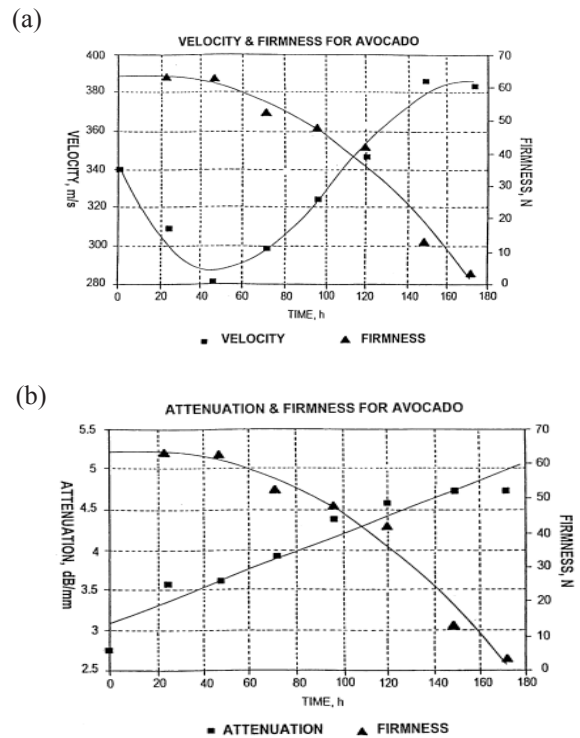 (a)
VELOCITY & FIRMNESS FOR AVOCADO
400
380
360
340
320
300
280
VELOCITY, m/s
70
60
50
40
30
20
10
0
FIRMNESS, N
0 20 40 60 80 100 120 140 160 180
TIME, h
VELOCITY FIRMNESS
(b)
ATTENUATION & FIRMNESS FOR AVOCADO
5.5
5
4.5
4
3.5
3
2.5
ATTENUATION, dB/mm
70
60
50
40
30
20
10
0
FIRMNESS, N
0 20 40 60 80 100 120 140 160 180
TIME, h
ATTENUATION FIRMNESS